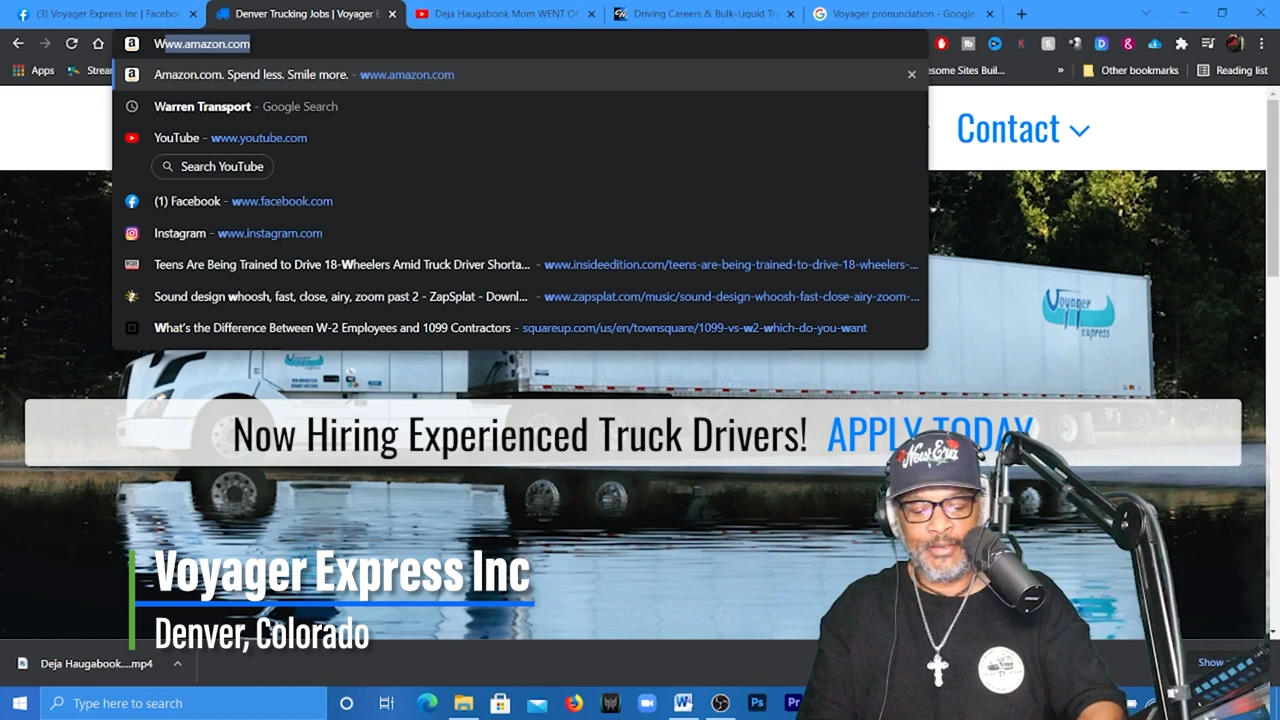 (3) Voyager Express Inc | Facebo
Denver Trucking Jobs | Voyager E
Deja Haugabook Mom WENT OF
Driving Careers & Bulk-Liquid Tr
Voyager pronunciation - Google
Www.amazon.com
Apps
Strea
esome Sites Buil...
»
Other bookmarks
Reading list
Amazon.com. Spend less. Smile more. - www.amazon.com
Warren Transport - Google Search
YouTube - www.youtube.com
Search YouTube
(1) Facebook - www.facebook.com
Instagram - www.instagram.com
Teens Are Being Trained to Drive 18-Wheelers Amid Truck Driver Shorta... - www.insideedition.com/teens-are-being-trained-to-drive-18-wheelers-...
Sound design whoosh, fast, close, airy, zoom past 2 - ZapSplat - Downl... - www.zapsplat.com/music/sound-design-whoosh-fast-close-airy-zoom-...
What's the Difference Between W-2 Employees and 1099 Contractors - squareup.com/us/en/townsquare/1099-vs-w2-which-do-you-want
Contact
Voyager
express
Now Hiring Experienced Truck Drivers! APPLY TODAY
New Era
Voyager Express Inc
Denver, Colorado
Deja Haugabook....mp4
Show
Type here to search